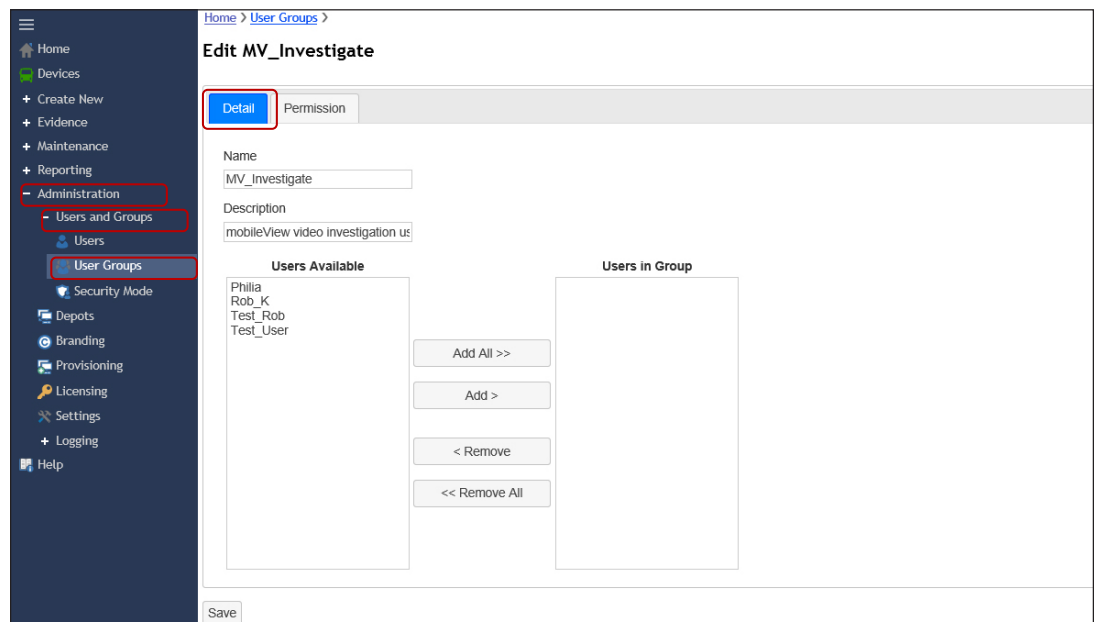 Home > User Groups >
Edit MV_Investigate
Home
Devices
+ Create New
+ Evidence
+ Maintenance
+ Reporting
- Administration
- Users and Groups
Users
User Groups
Security Mode
Depots
Branding
Provisioning
Licensing
Settings
+ Logging
Help
Detail
Permission
Name
MV_Investigate
Description
mobileView video investigation us
Users Available
Philia
Rob_K
Test_Rob
Test_User
Add All >>
Add >
< Remove
<< Remove All
Users in Group
Save